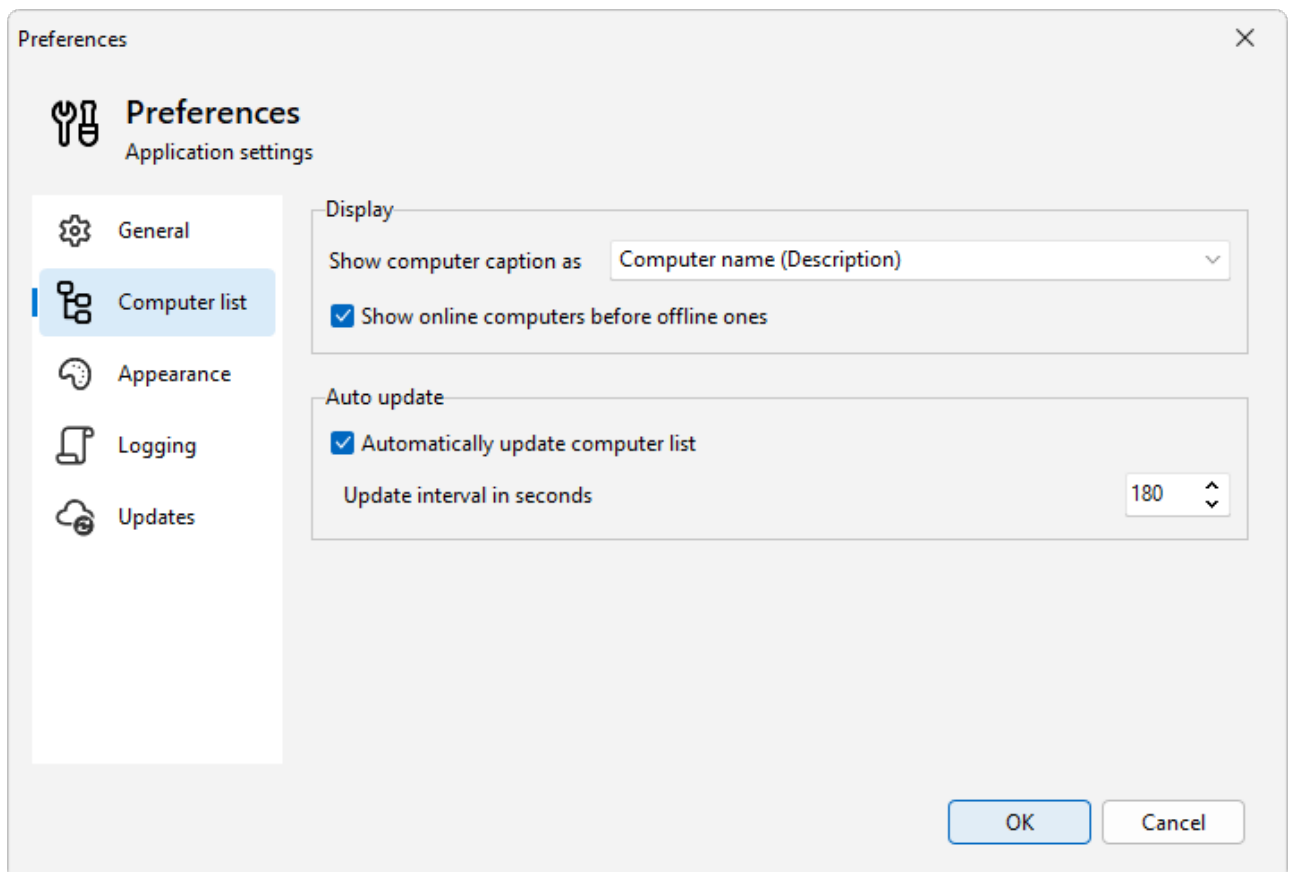 Preferences
Preferences
Application settings
General
Computer list
Appearance
Logging
Updates
Display
Show computer caption as Computer name (Description)
Show online computers before offline ones
Auto update
Automatically update computer list
Update interval in seconds 180
OK Cancel